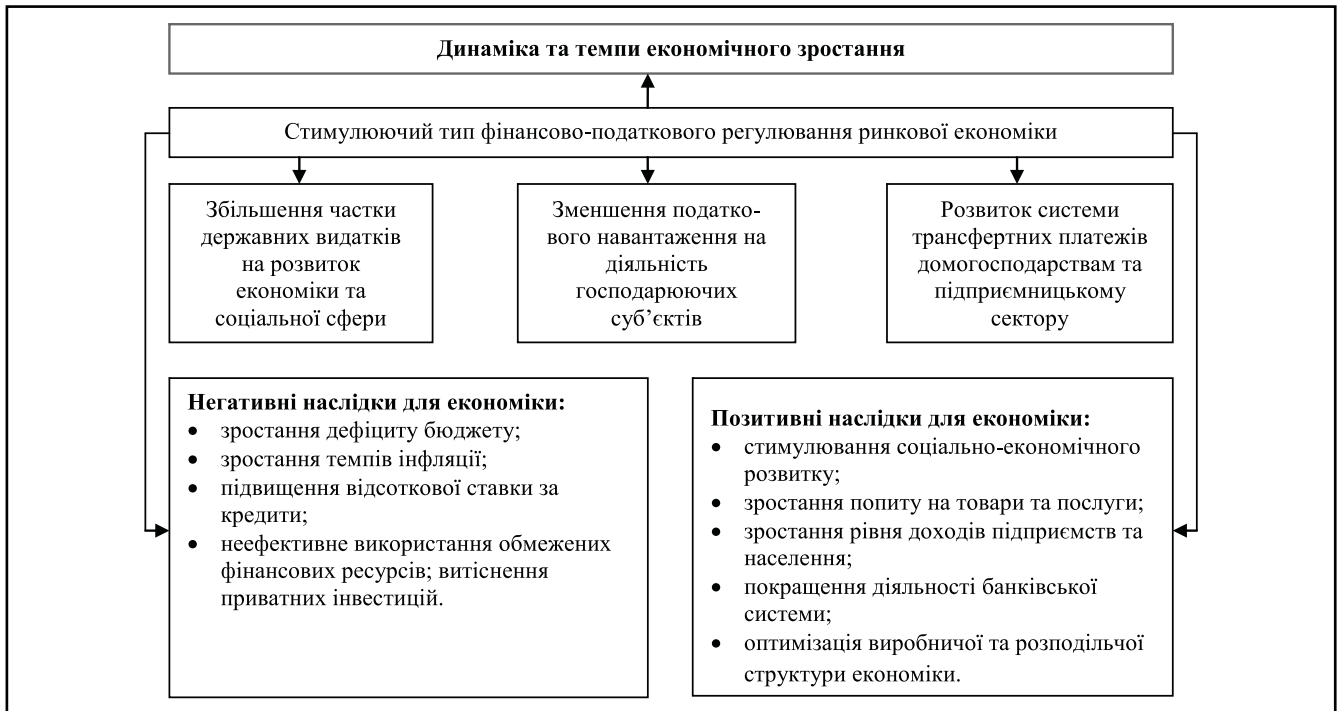 Динаміка та темпи економічного зростання
Стимулюючий тип фінансово-податкового регулювання ринкової економіки
Збільшення частки
державних видатків
на розвиток
економіки та
соціальної сфери
Зменшення податко-
вого навантаження на
діяльність
господарюючих
суб’єктів
Розвиток системи
трансфертних платежів
домогосподарствам та
підприємницькому
сектору
Негативні наслідки для економіки:
• зростання дефіциту бюджету;
• зростання темпів інфляції;
• підвищення відсоткової ставки за
кредити;
• неефективне використання обмежених
фінансових ресурсів; витіснення
приватних інвестицій.
Позитивні наслідки для економіки:
• стимулювання соціально-економічного
розвитку;
• зростання попиту на товари та послуги;
• зростання рівня доходів підприємств та
населення;
• покращення діяльності банківської
системи;
• оптимізація виробничої та розподільчої
структури економіки.